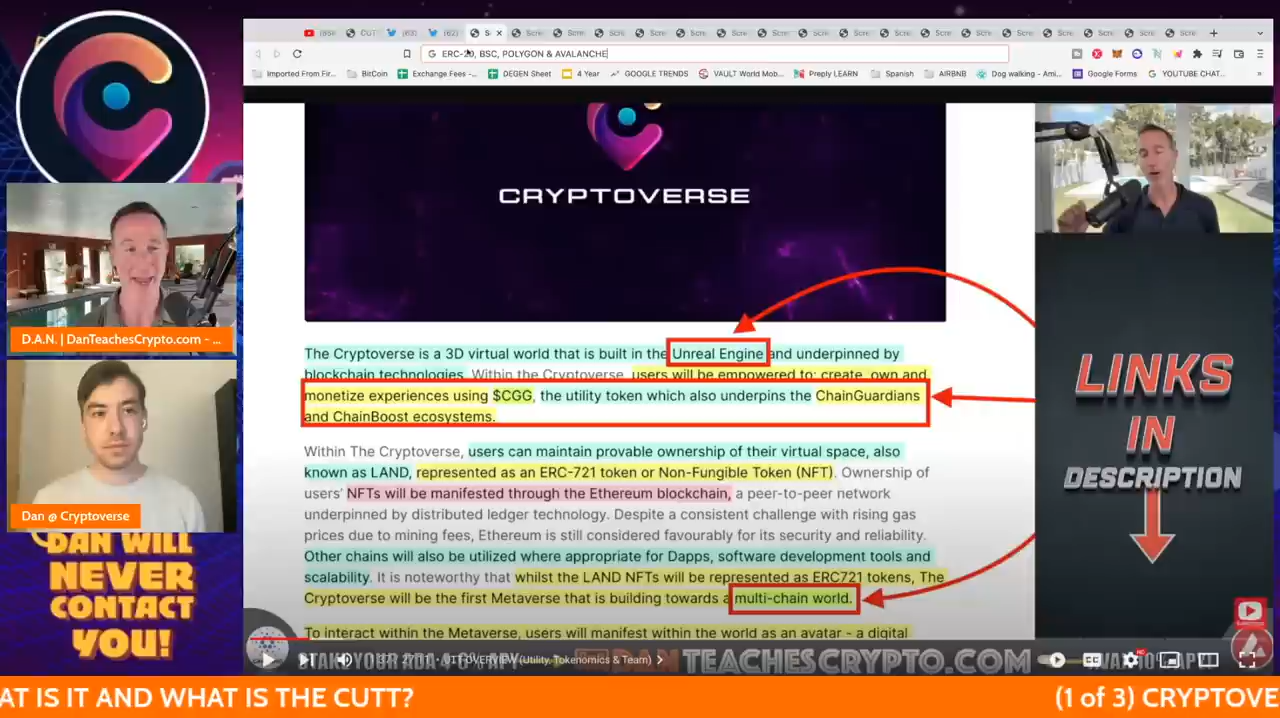 ERC-20, BSC, POLYGON & AVALANCHE
Imported From Fir...
BitCoin
Exchange Fees -...
DEGEN Sheet
4 Year
GOOGLE TRENDS
VAULT World Mob...
Preply LEARN
Spanish
AIRBNB
Dog walking - Ami...
Google Forms
YOUTUBE CHAT...
CRYPTOVERSE
The Cryptoverse is a 3D virtual world that is built in the Unreal Engine and underpinned by
blockchain technologies. Within the Cryptoverse, users will be empowered to: create, own and
monetize experiences using $CGG, the utility token which also underpins the ChainGuardians
and ChainBoost ecosystems.
Within The Cryptoverse, users can maintain provable ownership of their virtual space, also
known as LAND, represented as an ERC-721 token or Non-Fungible Token (NFT). Ownership of
users' NFTs will be manifested through the Ethereum blockchain, a peer-to-peer network
underpinned by distributed ledger technology. Despite a consistent challenge with rising gas
prices due to mining fees, Ethereum is still considered favourably for its security and reliability.
Other chains will also be utilized where appropriate for Dapps, software development tools and
scalability. It is noteworthy that whilst the LAND NFTs will be represented as ERC721 tokens, The
Cryptoverse will be the first Metaverse that is building towards a multi-chain world.
To interact within the Metaverse, users will manifest within the world as an avatar - a digital
LINKS
IN
DESCRIPTION
D.A.N. | DanTeachesCrypto.com - ...
Dan @ Cryptoverse
DAN WILL
NEVER
CONTACT
YOU!
OVERVIEW (Utility Tokenomics & Team)
DANTEACHESCRYPTO.COM
AT IS IT AND WHAT IS THE CUTT?
(1 of 3) CRYPTOVE